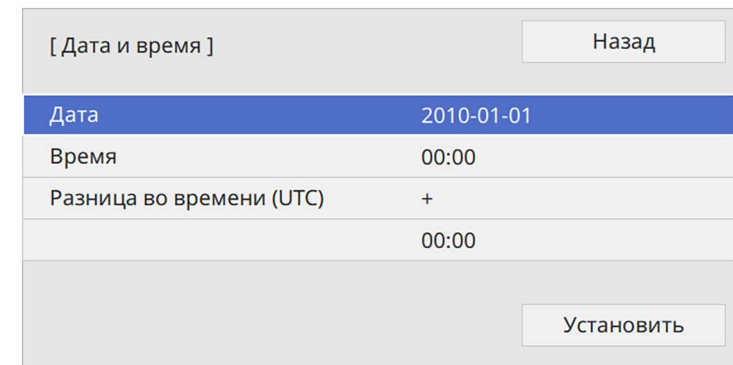 [ Дата и время ] Назад
Дата 2010-01-01
Время 00:00
Разница во времени (UTC) +
00:00
Установить